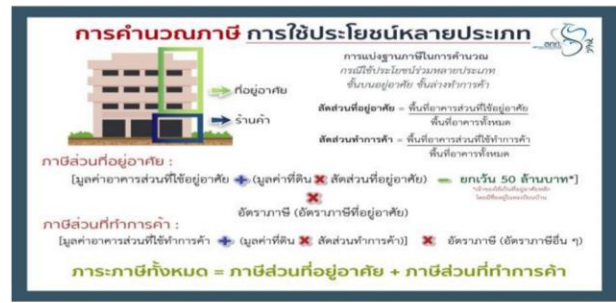 การคำนวณภาษี การใช้ประโยชน์หลายประเภท
การแบ่งฐานภาษีในการคำนวณ
กรณีใช้ประโยชน์ร่วมหลายประเภท
ชั้นบนอยู่อาศัย ชั้นล่างทำการค้า
ที่อยู่อาศัย
ร้านค้า
สัดส่วนที่อยู่อาศัย = พื้นที่อาคารส่วนที่ใช้อยู่อาศัย
พื้นที่อาคารทั้งหมด
สัดส่วนทำการค้า = พื้นที่อาคารส่วนที่ใช้ทำการค้า
พื้นที่อาคารทั้งหมด
ภาษีส่วนที่อยู่อาศัย :
[มูลค่าอาคารส่วนที่ใช้อยู่อาศัย + (มูลค่าที่ดิน × สัดส่วนที่อยู่อาศัย) − ยกเว้น 50 ล้านบาท*]
×
อัตราภาษี (อัตราภาษีที่อยู่อาศัย)
ภาษีส่วนที่ทำการค้า :
[มูลค่าอาคารส่วนที่ใช้ทำการค้า + (มูลค่าที่ดิน × สัดส่วนทำการค้า)] × อัตราภาษี (อัตราภาษีอื่น ๆ)
ภาระภาษีทั้งหมด = ภาษีส่วนที่อยู่อาศัย + ภาษีส่วนที่ทำการค้า